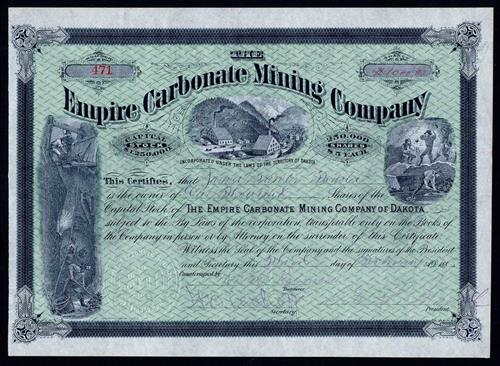 THE
471
Empire Carbonate Mining Company
CAPITAL STOCK $1,250,000
250,000 SHARES $5 EACH
INCORPORATED UNDER THE LAWS OF THE TERRITORY OF DAKOTA
This Certifies, that
is the owner of Shares of the
Capital Stock of THE EMPIRE CARBONATE MINING COMPANY OF DAKOTA
subject to the By Laws of the corporation, transferable only on the Books of
the Company in person or by Attorney on the surrender of this Certificate
Witness the Seal of the Company and the signatures of the President
and Secretary this day of 188
Countersigned by
Treasurer
Secretary
President